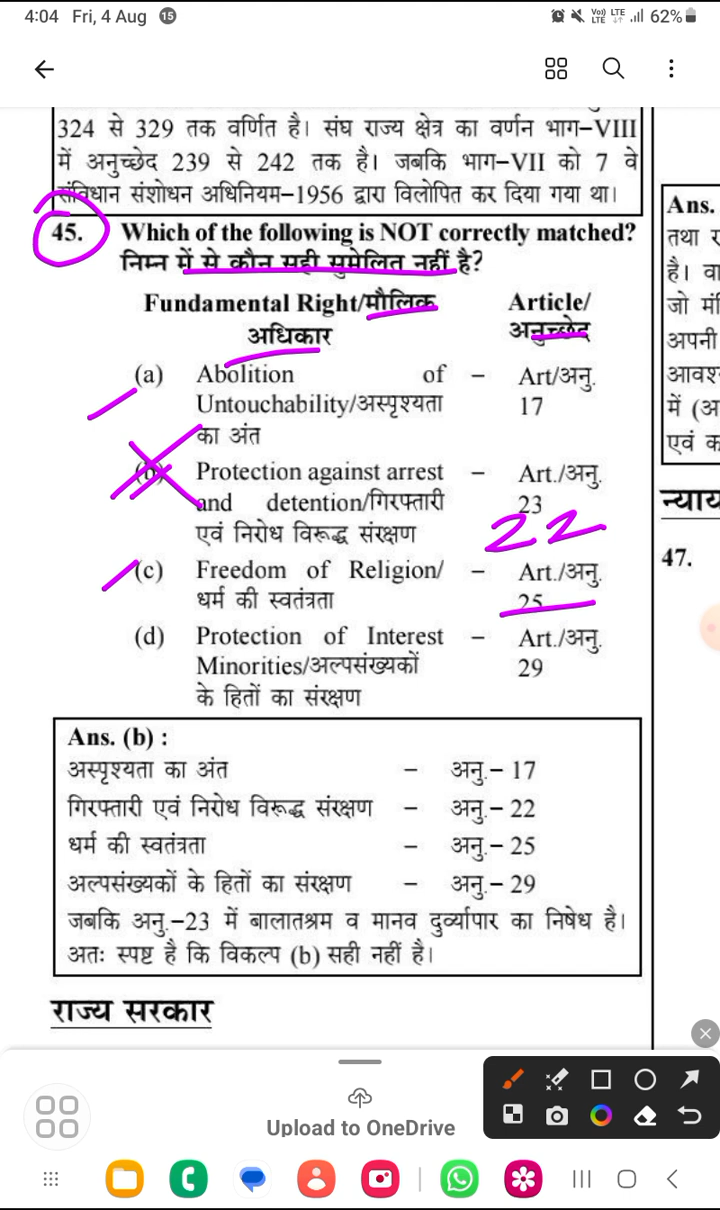 4:04 Fri, 4 Aug 15
62%
324 से 329 तक वर्णित है। संघ राज्य क्षेत्र का वर्णन भाग-VIII
में अनुच्छेद 239 से 242 तक है। जबकि भाग-VII को 7 वे
संविधान संशोधन अधिनियम-1956 द्वारा विलोपित कर दिया गया था।
45. Which of the following is NOT correctly matched?
निम्न में से कौन सही सुमेलित नहीं है?
Fundamental Right/मौलिक Article/
अधिकार अनुच्छेद
(a) Abolition of – Art/अनु.
Untouchability/अस्पृश्यता 17
का अंत
(b) Protection against arrest – Art./अनु.
and detention/गिरफ्तारी 23
एवं निरोध विरूद्ध संरक्षण 22
(c) Freedom of Religion/ – Art./अनु.
धर्म की स्वतंत्रता 25
(d) Protection of Interest – Art./अनु.
Minorities/अल्पसंख्यकों 29
के हितों का संरक्षण
Ans. (b) :
अस्पृश्यता का अंत – अनु.– 17
गिरफ्तारी एवं निरोध विरूद्ध संरक्षण – अनु.– 22
धर्म की स्वतंत्रता – अनु.– 25
अल्पसंख्यकों के हितों का संरक्षण – अनु.– 29
जबकि अनु.–23 में बालातश्रम व मानव दुर्व्यापार का निषेध है।
अतः स्पष्ट है कि विकल्प (b) सही नहीं है।
राज्य सरकार
Ans.
तथा
है। वा
जो मं
अपनी
आवश्
में (अ
एवं क
न्याय
47.
Upload to OneDrive